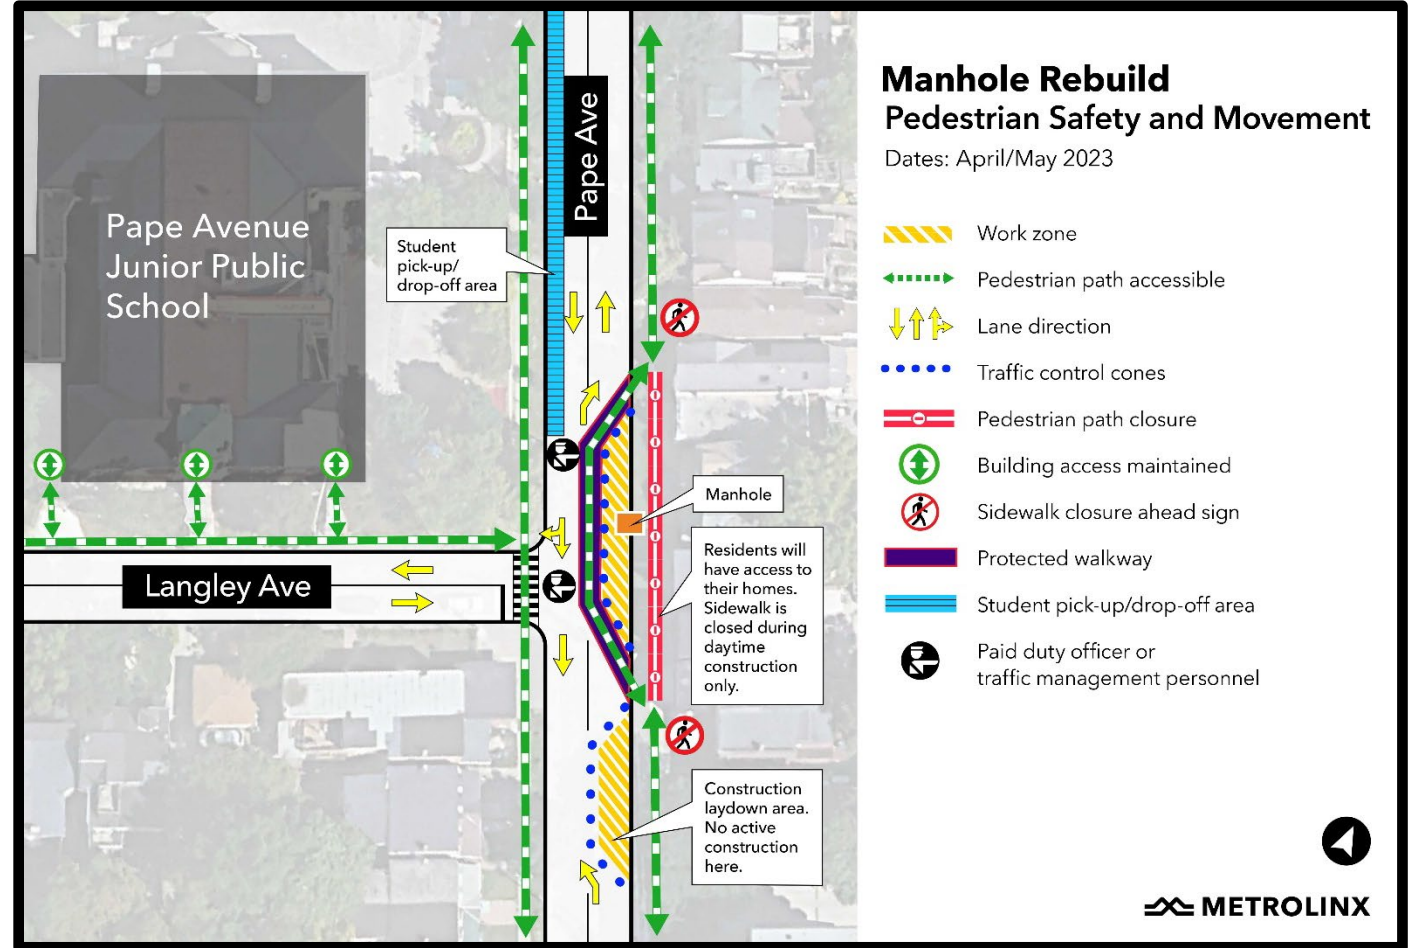 Manhole Rebuild
Pedestrian Safety and Movement
Dates: April/May 2023
Work zone
Pedestrian path accessible
Lane direction
Traffic control cones
Pedestrian path closure
Building access maintained
Sidewalk closure ahead sign
Protected walkway
Student pick-up/drop-off area
Paid duty officer or
traffic management personnel
Pape Avenue
Junior Public
School
Pape Ave
Student
pick-up/
drop-off area
Manhole
Residents will
have access to
their homes.
Sidewalk is
closed during
daytime
construction
only.
Langley Ave
Construction
laydown area.
No active
construction
here.
METROLINX